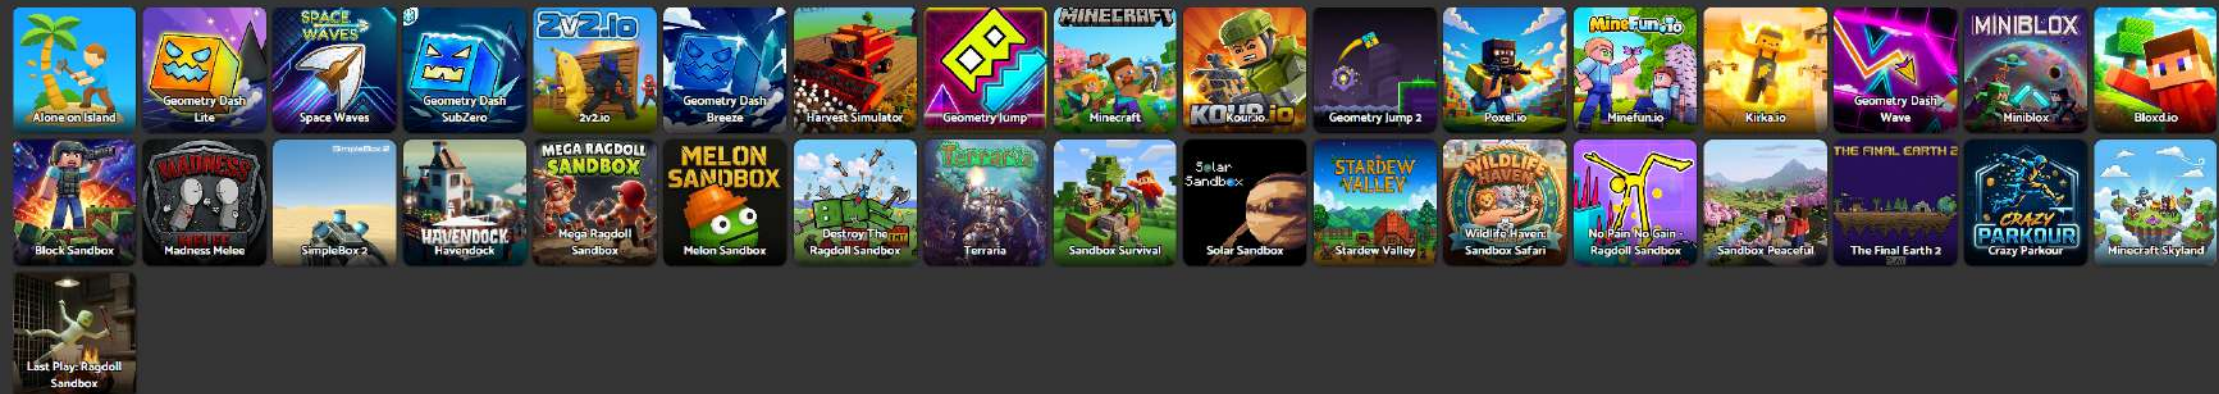 Alone on Island
Geometry Dash
Lite
SPACE
WAVES
Space Waves
Geometry Dash
SubZero
2v2.io
2v2.io
Geometry Dash
Breeze
Harvest Simulator
Geometry Jump
MINECRAFT
Minecraft
KOUR.IO
Kour.io
Geometry Jump 2
Poxel.io
MineFun.io
Minefun.io
Kirka.io
Geometry Dash
Wave
MINIBLOX
Miniblox
Bloxd.io
Block Sandbox
MADNESS
MELEE
Madness Melee
SimpleBox 2
SimpleBox 2
HAVENDOCK
Havendock
MEGA RAGDOLL
SANDBOX
Mega Ragdoll
Sandbox
MELON
SANDBOX
Melon Sandbox
Destroy The
Ragdoll Sandbox
Terraria
Terraria
Sandbox Survival
Solar
Sandbox
Solar Sandbox
STARDEW
VALLEY
Stardew Valley
WILDLIFE
HAVEN
Wildlife Haven:
Sandbox Safari
No Pain No Gain -
Ragdoll Sandbox
Sandbox Peaceful
THE FINAL EARTH 2
The Final Earth 2
CRAZY
PARKOUR
Crazy Parkour
Minecraft Skyland
Last Play: Ragdoll
Sandbox